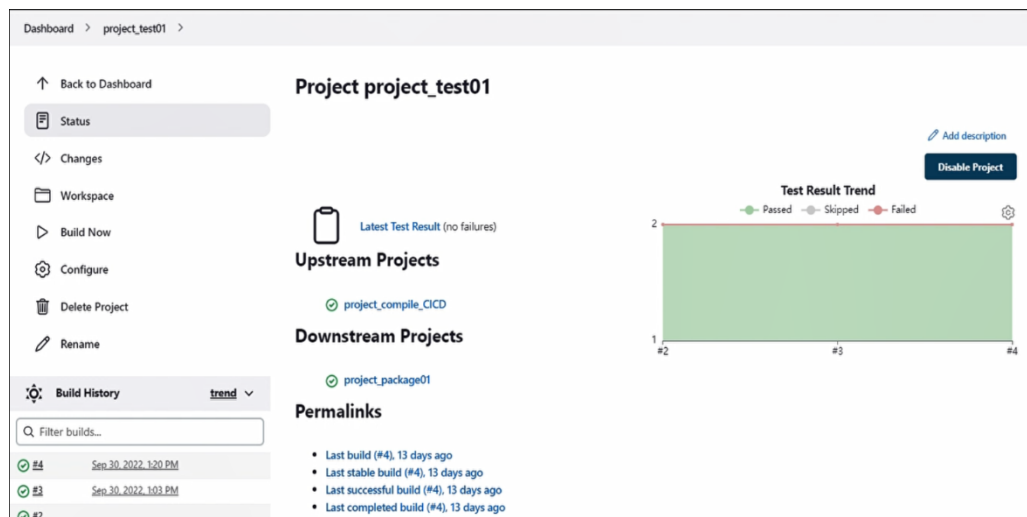 Dashboard > project_test01 >
Back to Dashboard
Status
Changes
Workspace
Build Now
Configure
Delete Project
Rename
Build History trend
Filter builds...
#4 Sep 30, 2022, 1:20 PM
#3 Sep 30, 2022, 1:03 PM
#2
Project project_test01
Add description
Disable Project
Latest Test Result (no failures)
Upstream Projects
project_compile_CICD
Downstream Projects
project_package01
Permalinks
Last build (#4), 13 days ago
Last stable build (#4), 13 days ago
Last successful build (#4), 13 days ago
Last completed build (#4), 13 days ago
Test Result Trend
Passed Skipped Failed
2
1
#2 #3 #4